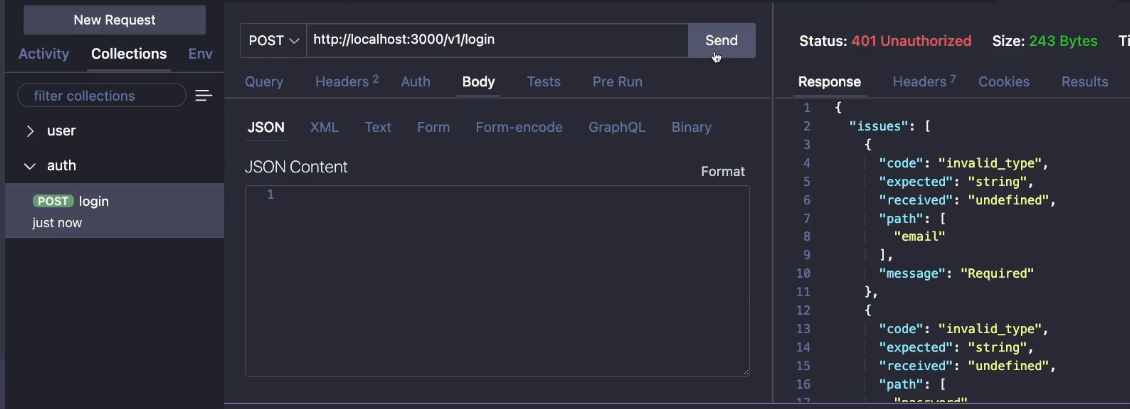 New Request
Activity Collections Env
filter collections
user
auth
POST login
just now
POST http://localhost:3000/v1/login Send
Query Headers 2 Auth Body Tests Pre Run
JSON XML Text Form Form-encode GraphQL Binary
JSON Content
Format
1
Status: 401 Unauthorized Size: 243 Bytes
Response Headers 7 Cookies Results
1 {
2 "issues": [
3 {
4 "code": "invalid_type",
5 "expected": "string",
6 "received": "undefined",
7 "path": [
8 "email"
9 ],
10 "message": "Required"
11 },
12 {
13 "code": "invalid_type",
14 "expected": "string",
15 "received": "undefined",
16 "path": [
17 "password"